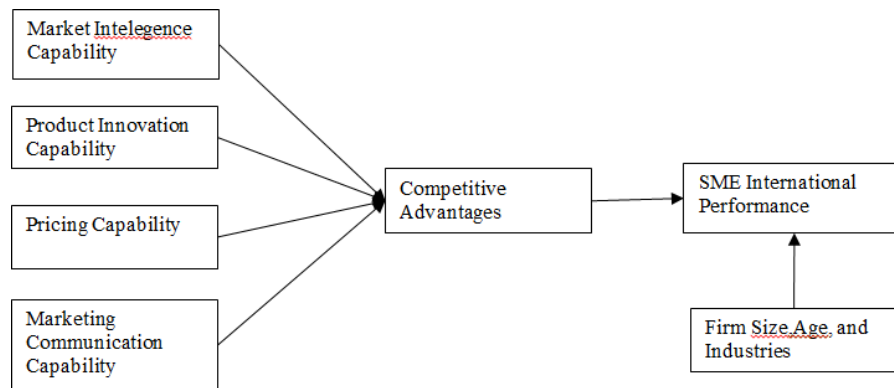 Market Intelegence
Capability
Product Innovation
Capability
Pricing Capability
Marketing
Communication
Capability
Competitive
Advantages
SME International
Performance
Firm Size,Age, and
Industries